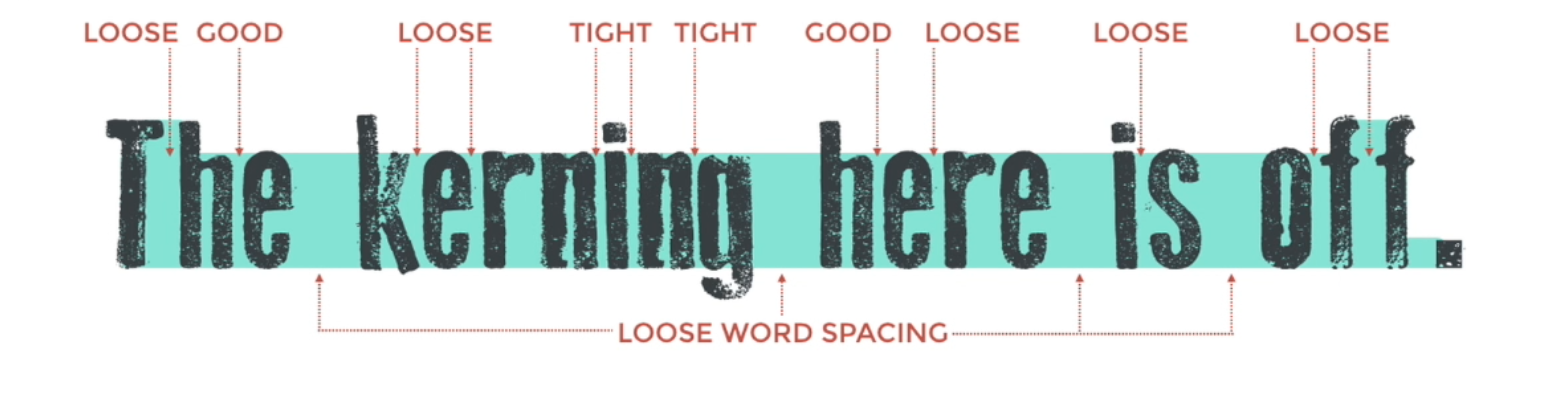 LOOSE GOOD LOOSE TIGHT TIGHT GOOD LOOSE LOOSE LOOSE
The kerning here is off.
LOOSE WORD SPACING